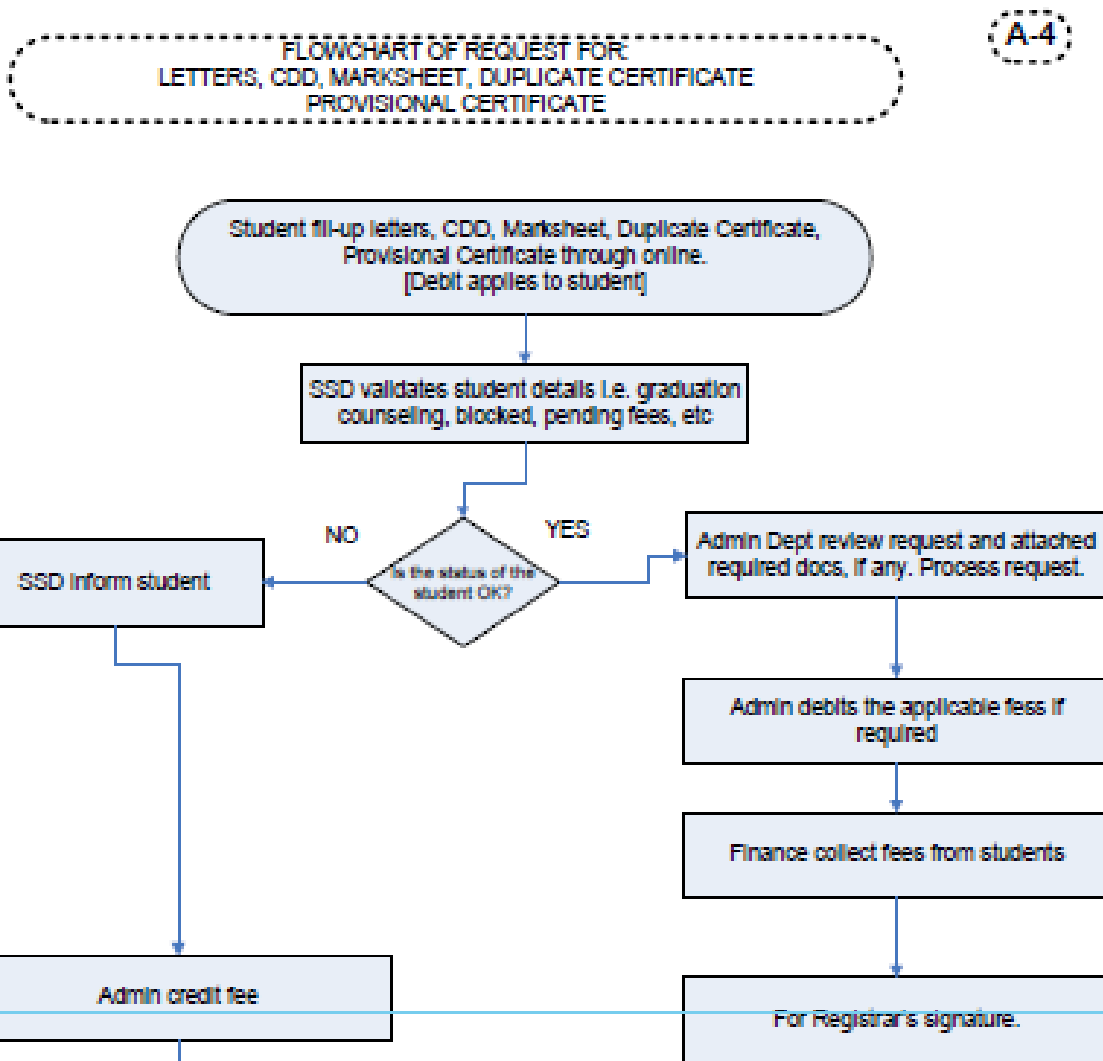 A-4
FLOWCHART OF REQUEST FOR:
LETTERS, CDD, MARKSHEET, DUPLICATE CERTIFICATE
PROVISIONAL CERTIFICATE
Student fill-up letters, CDD, Marksheet, Duplicate Certificate,
Provisional Certificate through online.
[Debit applies to student]
SSD validates student details i.e. graduation
counseling, blocked, pending fees, etc
NO
YES
Is the status of the
student OK?
SSD inform student
Admin Dept review request and attached
required docs, if any. Process request.
Admin debits the applicable fess if
required
Finance collect fees from students
Admin credit fee
For Registrar's signature.